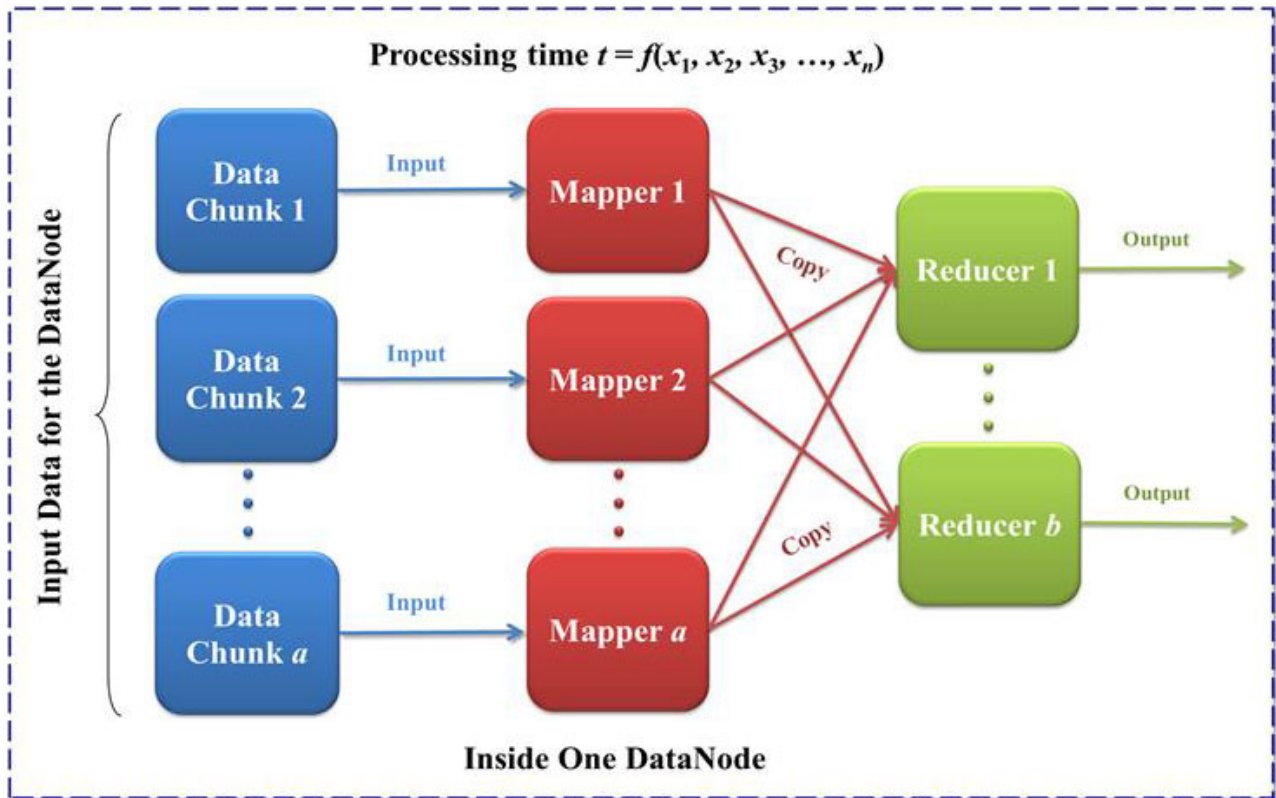 Processing time t = f(x1, x2, x3, …, xn)
Input Data for the DataNode
Data
Chunk 1
Input
Mapper 1
Copy
Reducer 1
Output
Data
Chunk 2
Input
Mapper 2
Data
Chunk a
Input
Mapper a
Copy
Reducer b
Output
Inside One DataNode